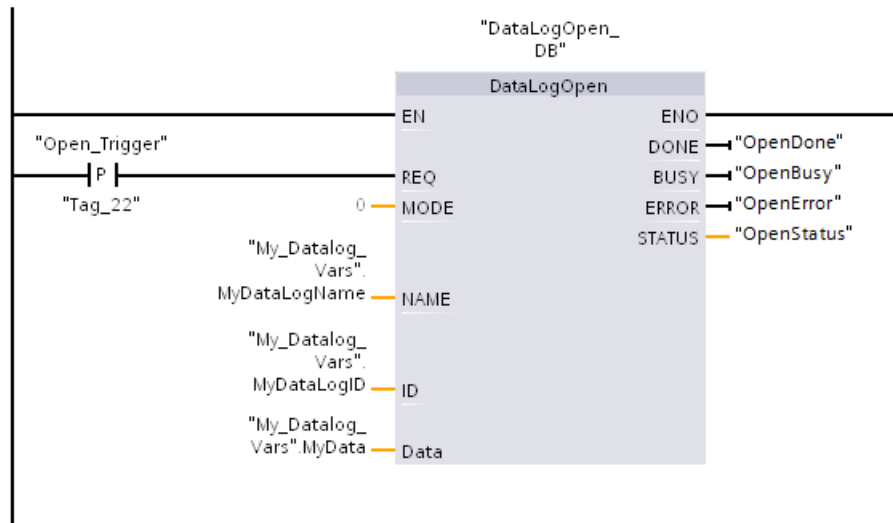 "DataLogOpen_
DB"
DataLogOpen
EN
ENO
"Open_Trigger"
DONE
"OpenDone"
P
REQ
BUSY
"OpenBusy"
"Tag_22"
0
MODE
ERROR
"OpenError"
STATUS
"OpenStatus"
"My_Datalog_
Vars".
MyDataLogName
NAME
"My_Datalog_
Vars".
MyDataLogID
ID
"My_Datalog_
Vars".MyData
Data